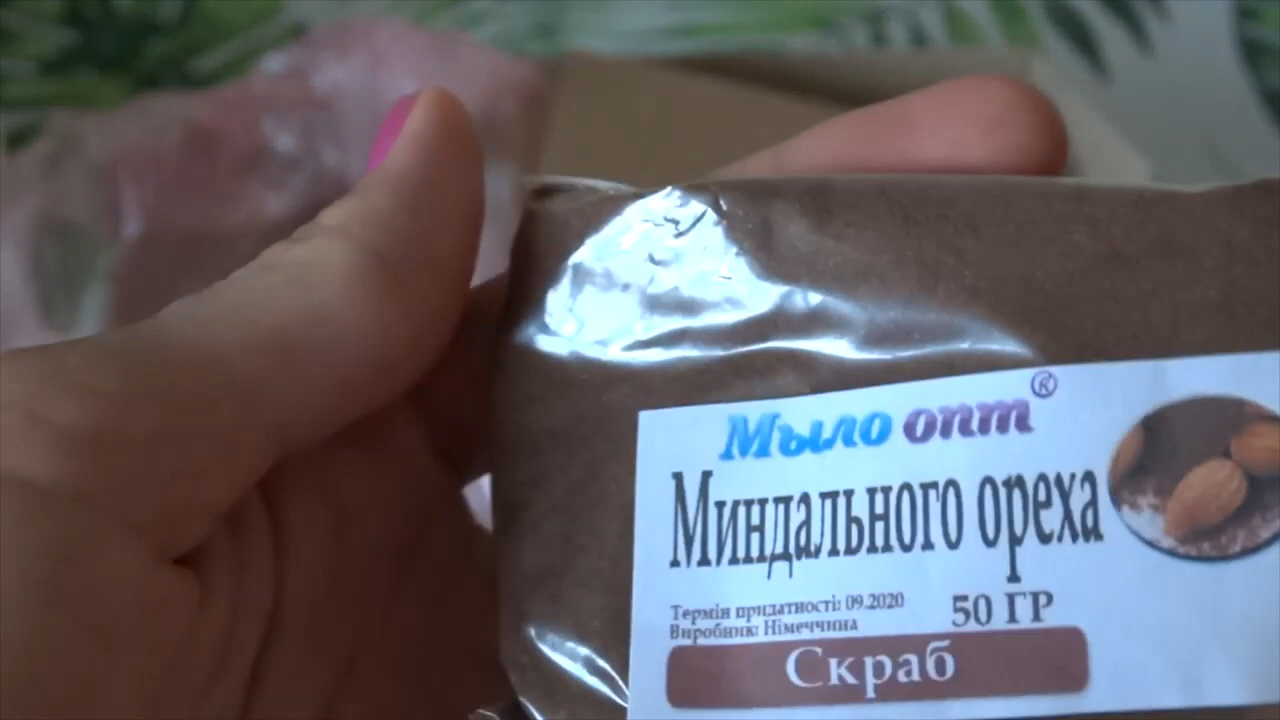 Мыло опт®
Миндального ореха
Термін придатності: 09.2020
Виробник: Німеччина
50 ГР
Скраб